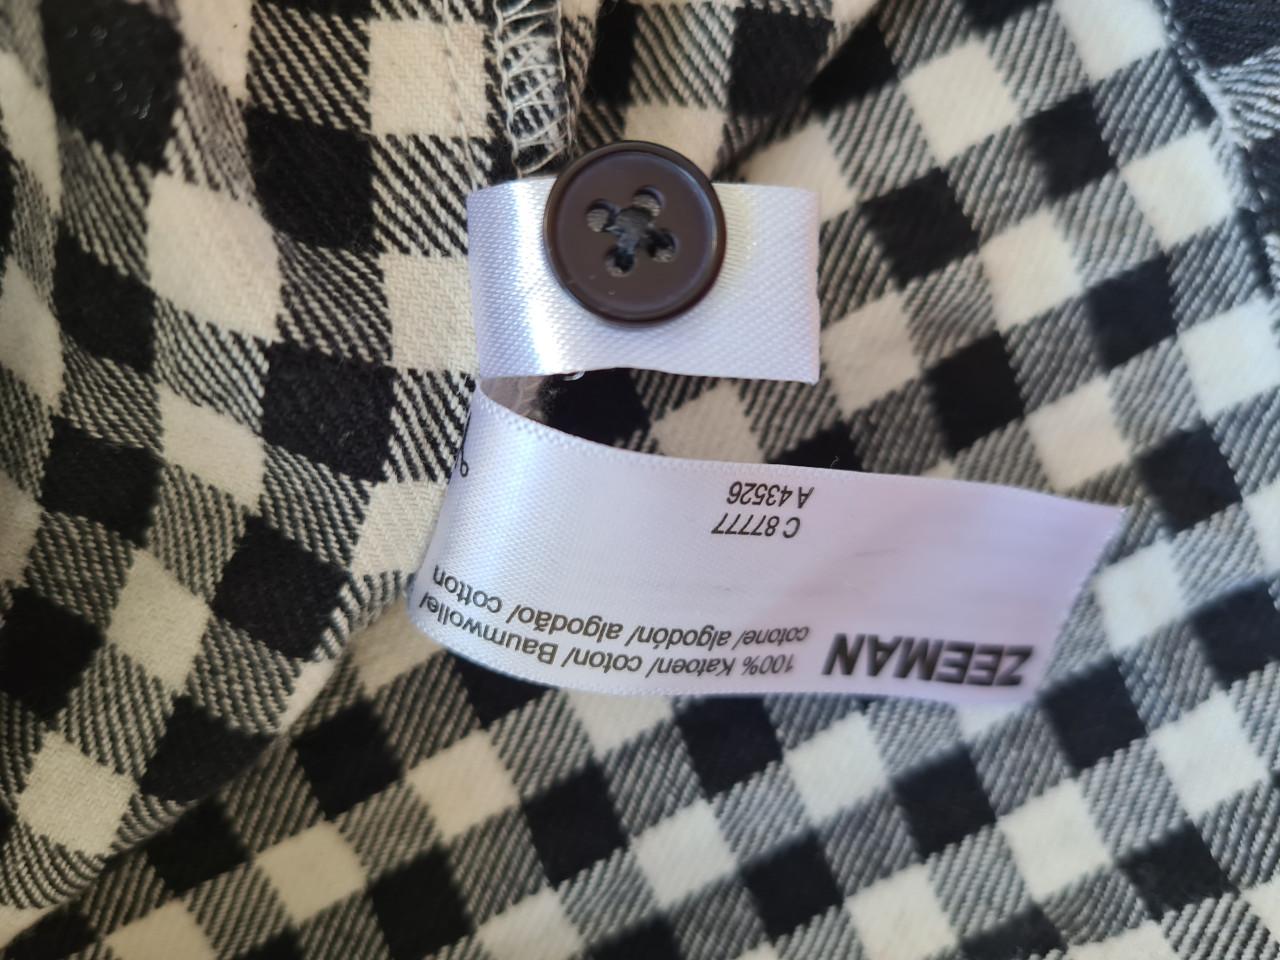 ZEEMAN
100% Katoen/ coton/ Baumwolle/
cotone/ algodón/ algodão/ cotton
C 87777
A 43526